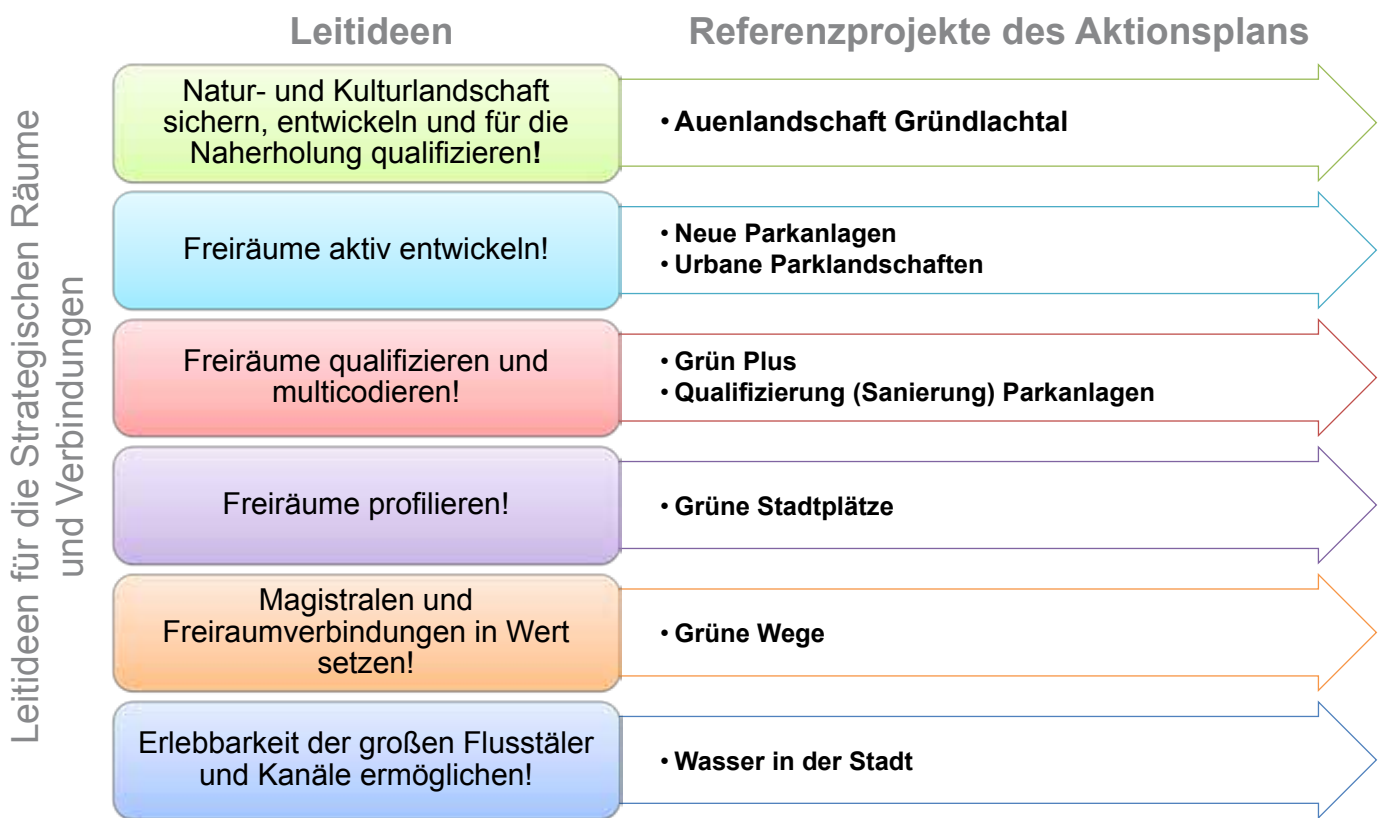 Leitideen
Referenzprojekte des Aktionsplans
Leitideen für die Strategischen Räume
und Verbindungen
Natur- und Kulturlandschaft
sichern, entwickeln und für die
Naherholung qualifizieren!
• Auenlandschaft Gründlachtal
Freiräume aktiv entwickeln!
• Neue Parkanlagen
• Urbane Parklandschaften
Freiräume qualifizieren und
multicodieren!
• Grün Plus
• Qualifizierung (Sanierung) Parkanlagen
Freiräume profilieren!
• Grüne Stadtplätze
Magistralen und
Freiraumverbindungen in Wert
setzen!
• Grüne Wege
Erlebbarkeit der großen Flusstäler
und Kanäle ermöglichen!
• Wasser in der Stadt